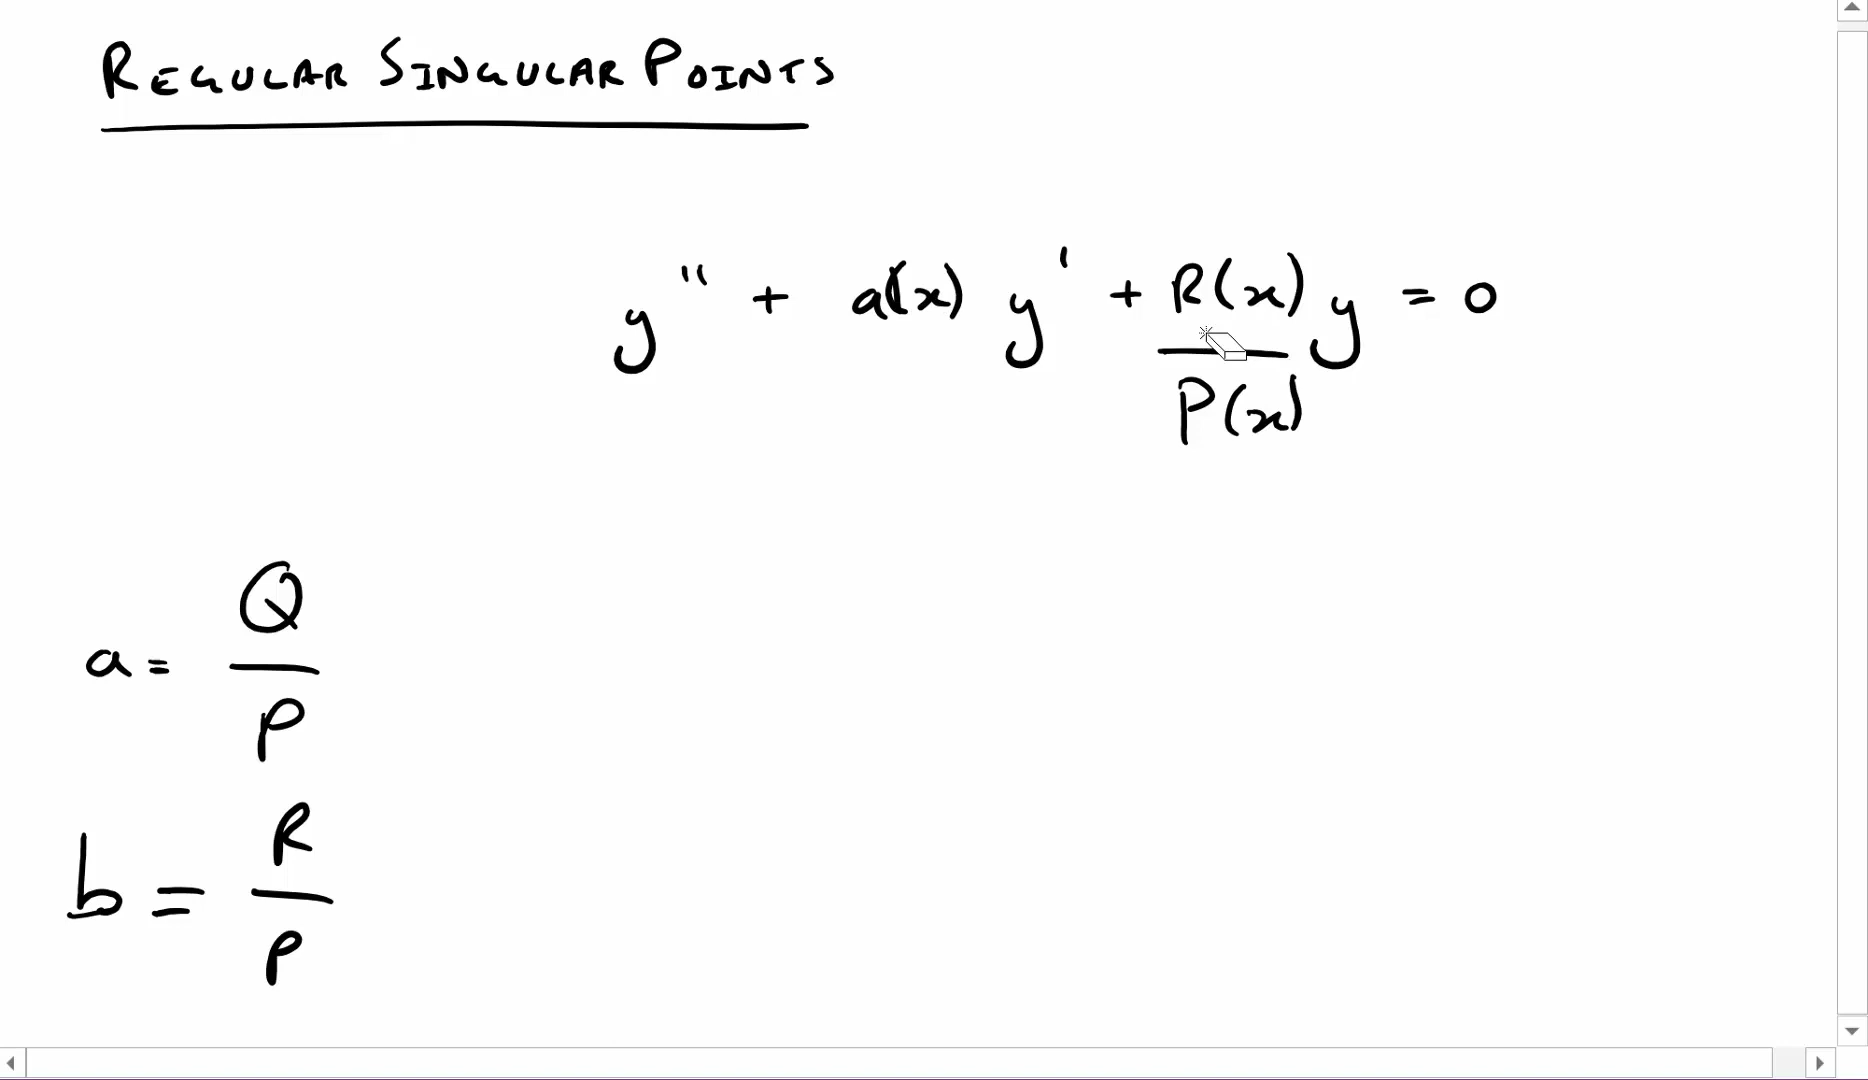 REGULAR SINGULAR POINTS
y'' + a(x) y' + R(x)/P(x) y = 0
a = Q/P
b = R/P